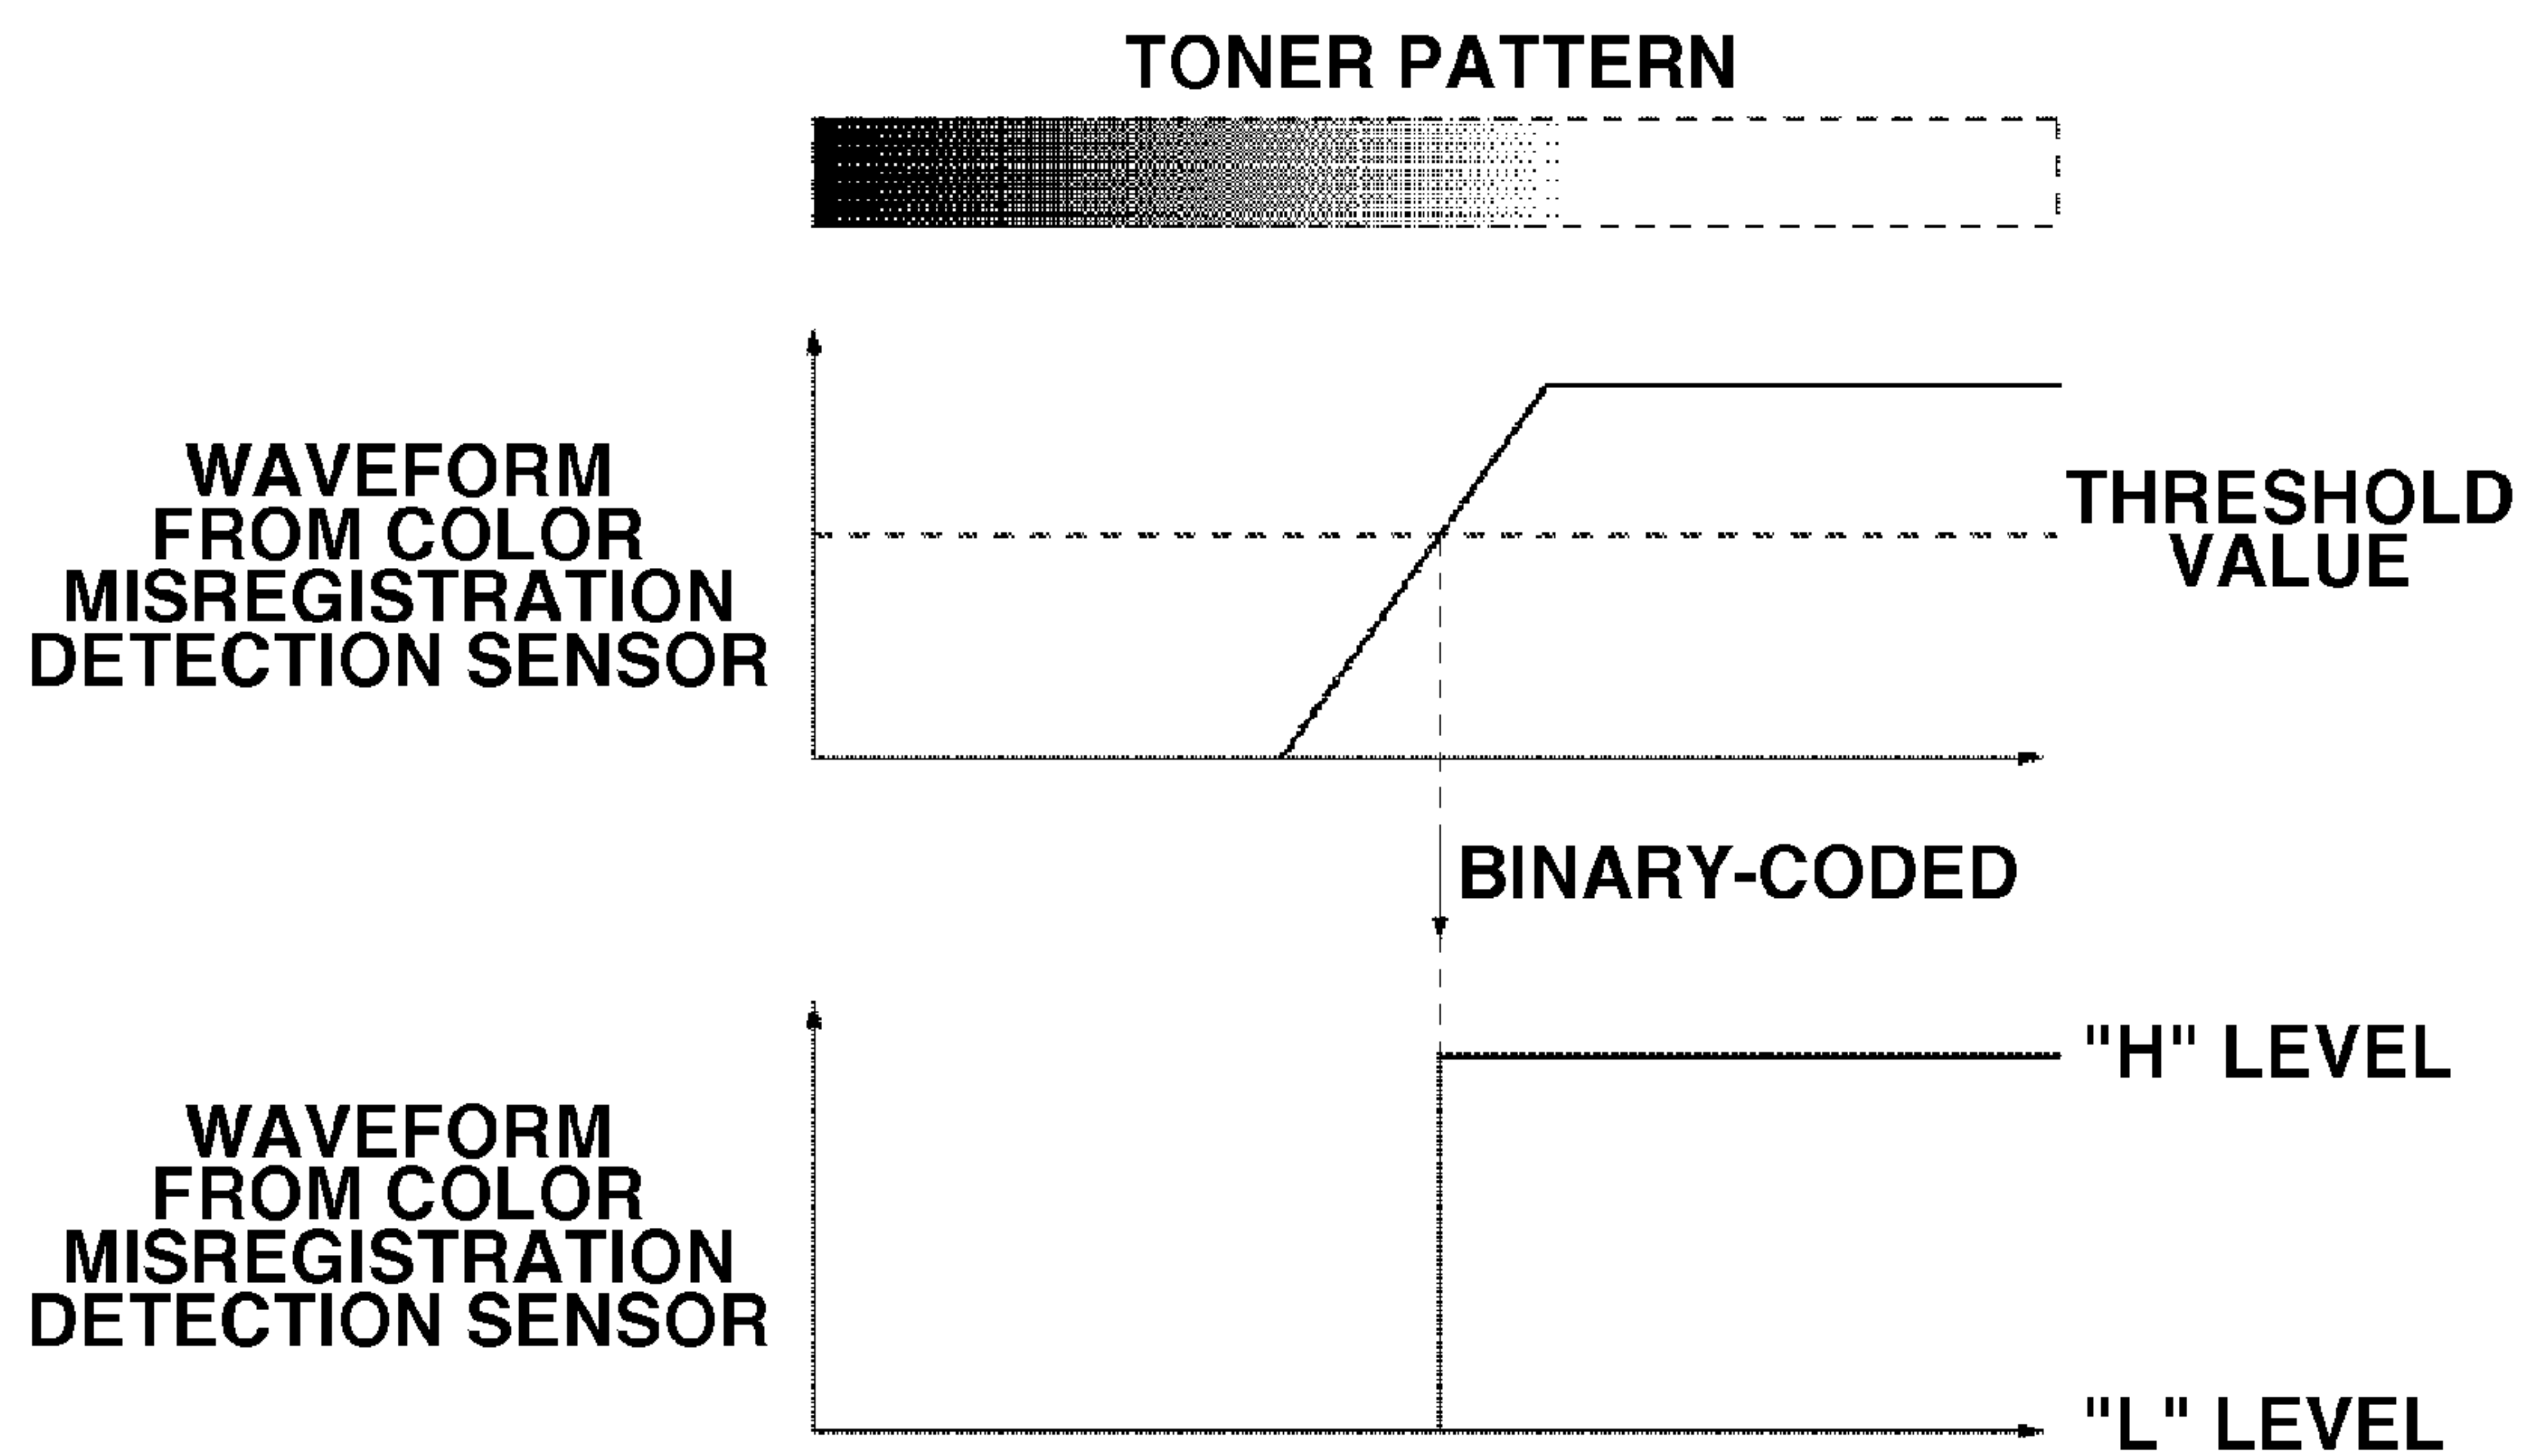 TONER PATTERN
WAVEFORM
FROM COLOR
MISREGISTRATION
DETECTION SENSOR
THRESHOLD
VALUE
BINARY-CODED
WAVEFORM
FROM COLOR
MISREGISTRATION
DETECTION SENSOR
"H" LEVEL
"L" LEVEL